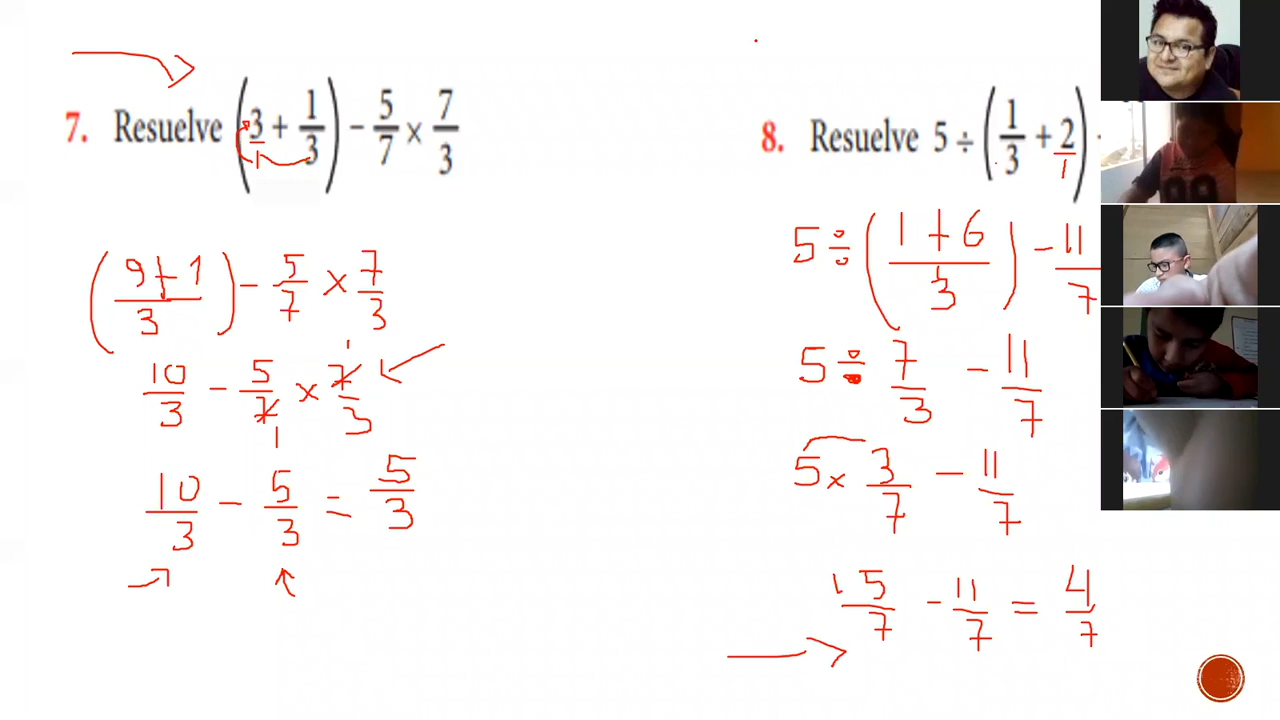 7. Resuelve (3 + 1/3) − 5/7 × 7/3
1
(9+1/3) − 5/7 × 7/3
10/3 − 5/7 × 7/3
1
1
10/3 − 5/3 = 5/3
8. Resuelve 5 ÷ (1/3 + 2) -
1
5 ÷ (1+6/3) − 11/7
5 ÷ 7/3 − 11/7
5 × 3/7 − 11/7
15/7 − 11/7 = 4/7